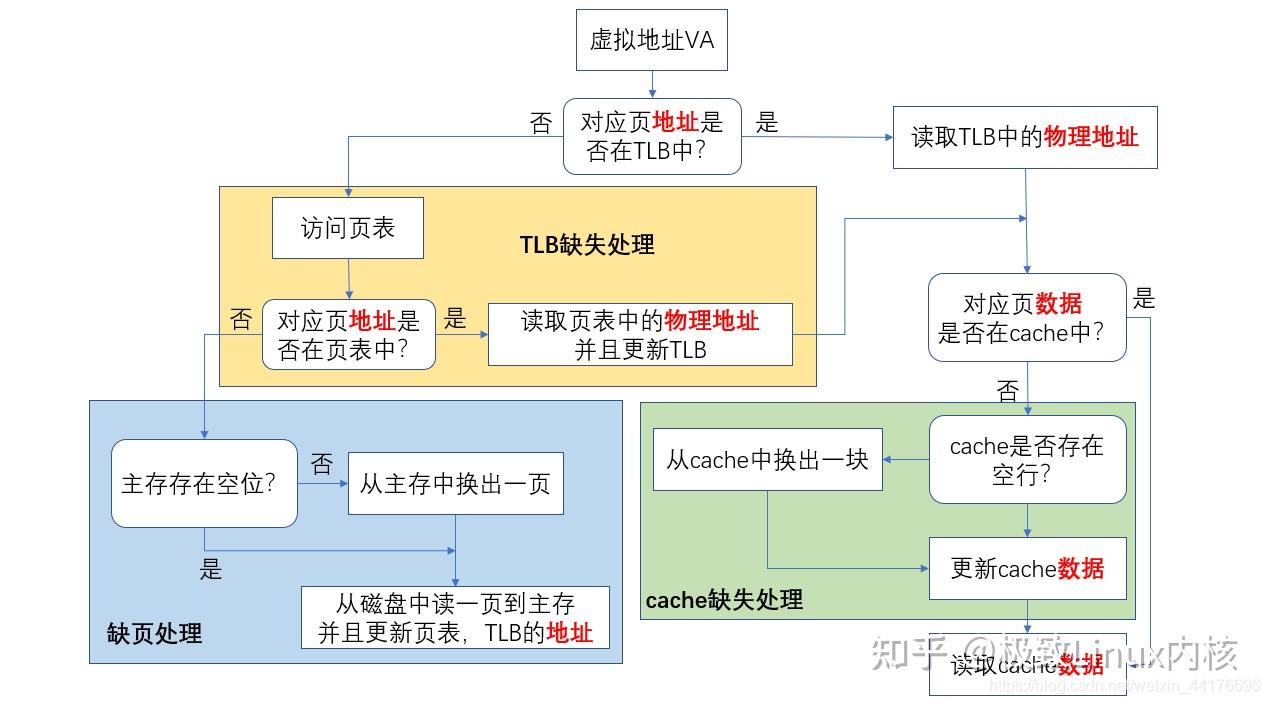 虚拟地址VA
否
对应页地址是
否在TLB中？
是
读取TLB中的物理地址
访问页表
TLB缺失处理
否
对应页地址是
否在页表中？
是
读取页表中的物理地址
并且更新TLB
对应页数据
是否在cache中？
是
否
主存存在空位？
否
从主存中换出一页
是
从磁盘中读一页到主存
并且更新页表，TLB的地址
缺页处理
从cache中换出一块
cache是否存在
空行？
更新cache数据
cache缺失处理
读取cache数据
知乎 @极致Linux内核
https://blog.csdn.net/weixin_44176696